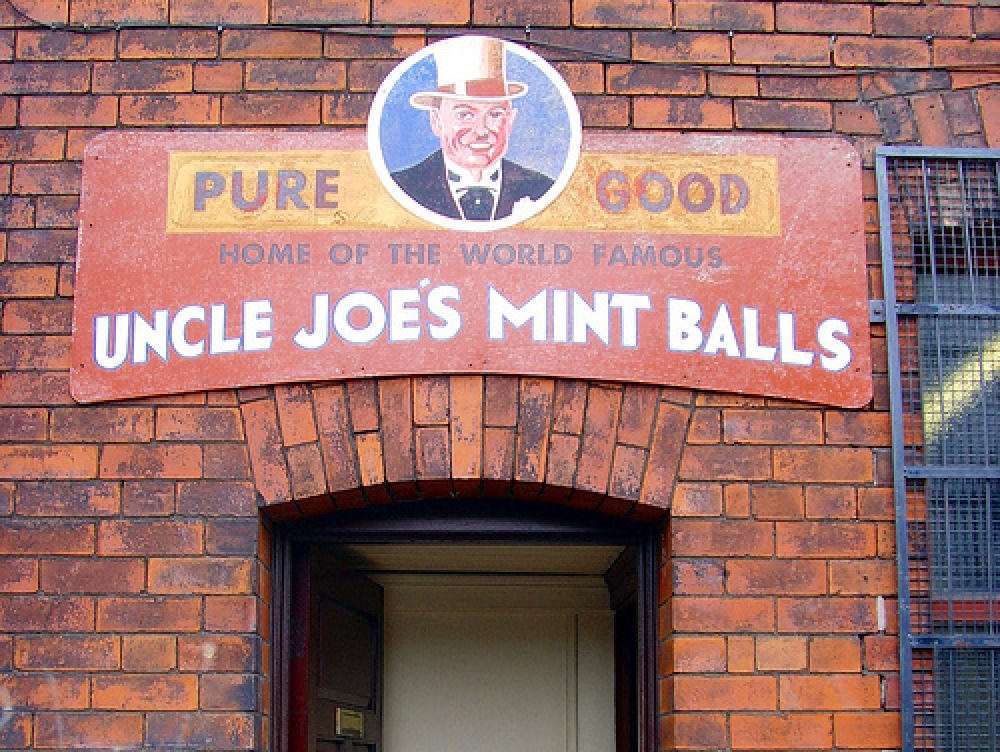 PURE GOOD
HOME OF THE WORLD FAMOUS
UNCLE JOE'S MINT BALLS